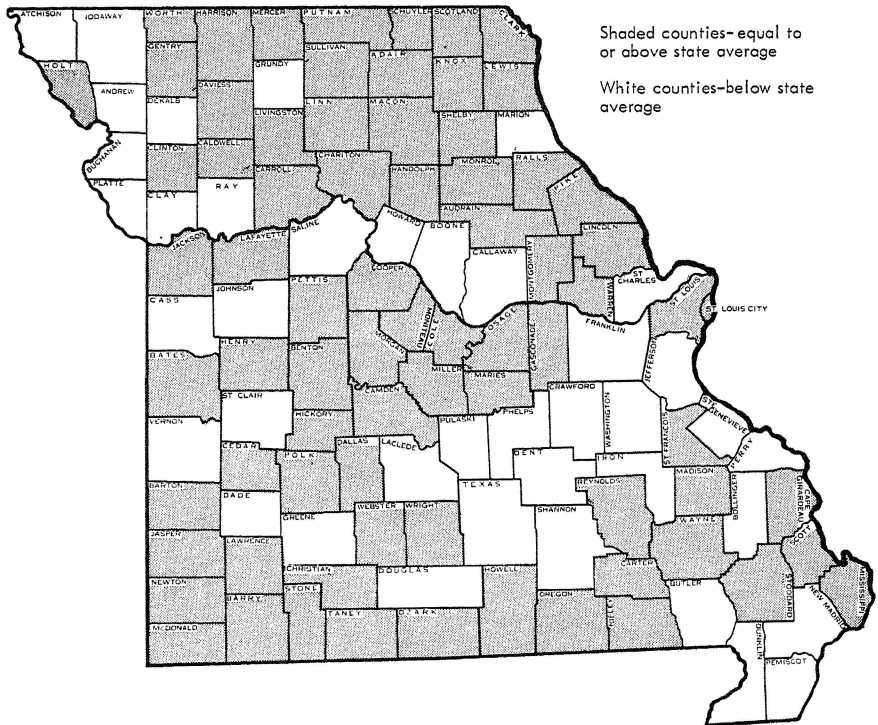 Shaded counties-equal to
or above state average
White counties-below state
average
ATCHISON
NODAWAY
WORTH
HARRISON
MERCER
PUTNAM
SCHUYLER
SCOTLAND
CLARK
GENTRY
SULLIVAN
ADAIR
KNOX
LEWIS
HOLT
GRUNDY
ANDREW
DEKALB
DAVIESS
LINN
MACON
SHELBY
MARION
LIVINGSTON
BUCHANAN
CLINTON
CALDWELL
CHARITON
RANDOLPH
MONROE
RALLS
PIKE
PLATTE
CLAY
RAY
CARROLL
AUDRAIN
HOWARD
BOONE
LINCOLN
JACKSON
LAFAYETTE
SALINE
CALLAWAY
MONTGOMERY
WARREN
ST
CHARLES
ST LOUIS
ST LOUIS CITY
CASS
JOHNSON
PETTIS
COOPER
MONITEAU
COLE
OSAGE
GASCONADE
FRANKLIN
JEFFERSON
BATES
HENRY
BENTON
MORGAN
MILLER
MARIES
ST CLAIR
CAMDEN
CRAWFORD
WASHINGTON
STE
GENEVIEVE
VERNON
HICKORY
PULASKI
PHELPS
ST FRANCOIS
PERRY
CEDAR
POLK
DALLAS
LACLEDE
DENT
IRON
BARTON
DADE
TEXAS
REYNOLDS
MADISON
BOLLINGER
CAPE
GIRARDEAU
GREENE
WEBSTER
WRIGHT
SHANNON
WAYNE
SCOTT
JASPER
LAWRENCE
CHRISTIAN
DOUGLAS
HOWELL
CARTER
BUTLER
STODDARD
MISSISSIPPI
NEWTON
BARRY
STONE
TANEY
OZARK
OREGON
RIPLEY
NEW MADRID
MCDONALD
DUNKLIN
PEMISCOT